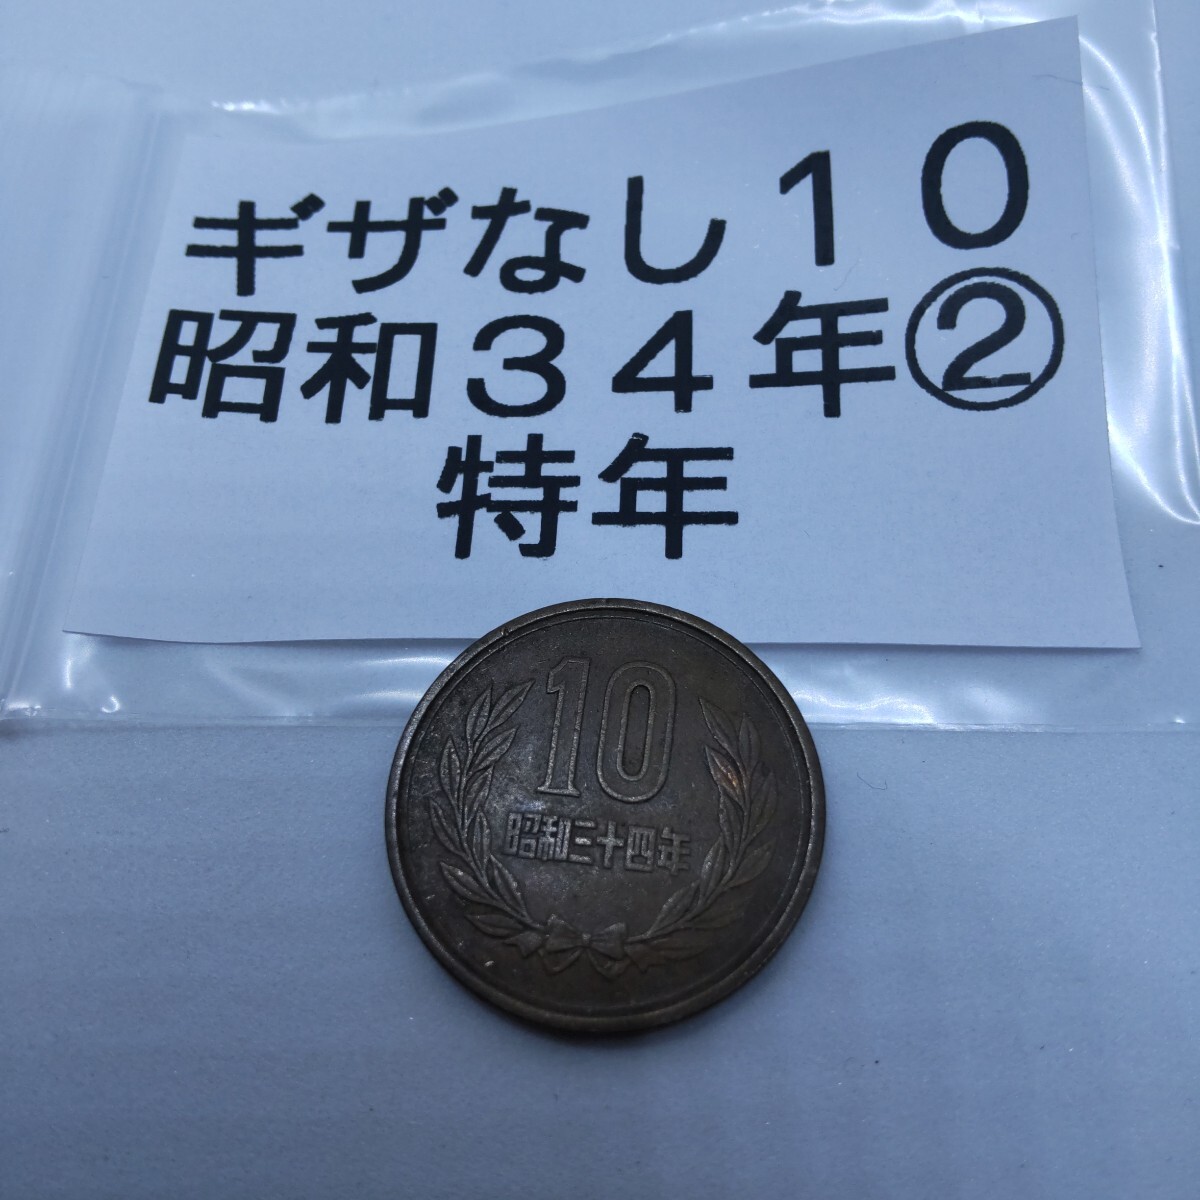 ギザなし１０
昭和３４年②
特年
10
昭和三十四年